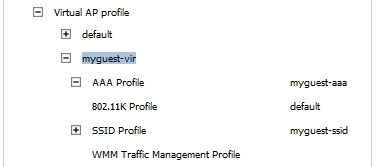 Virtual AP profile
default
myguest-vir
AAA Profile myguest-aaa
802.11K Profile default
SSID Profile myguest-ssid
WMM Traffic Management Profile